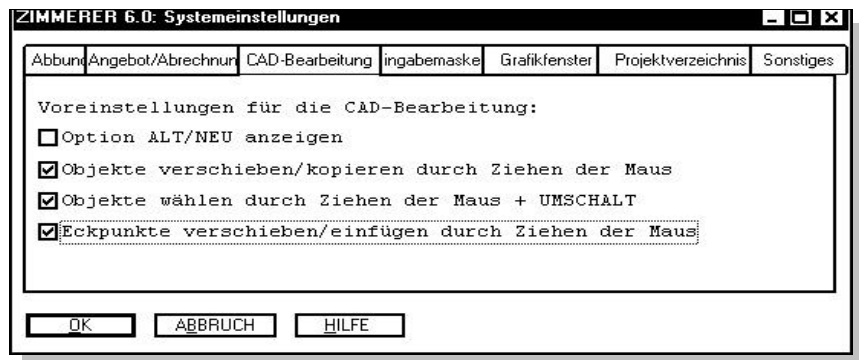 ZIMMERER 6.0: Systemeinstellungen
Abbund Angebot/Abrechnun CAD-Bearbeitung ingabemaske Grafikfenster Projektverzeichnis Sonstiges
Voreinstellungen für die CAD-Bearbeitung:
Option ALT/NEU anzeigen
Objekte verschieben/kopieren durch Ziehen der Maus
Objekte wählen durch Ziehen der Maus + UMSCHALT
Eckpunkte verschieben/einfügen durch Ziehen der Maus
OK ABBRUCH HILFE